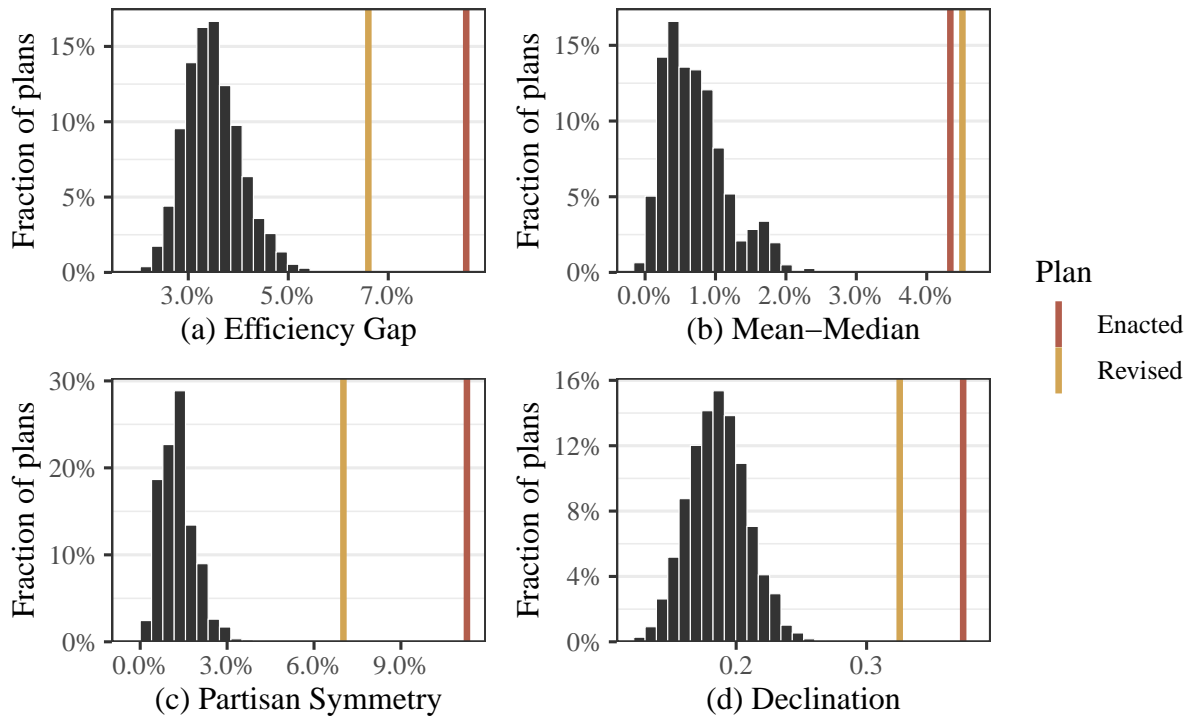 Fraction of plans
15%
10%
5%
0%
3.0% 5.0% 7.0%
(a) Efficiency Gap
Fraction of plans
15%
10%
5%
0%
0.0% 1.0% 2.0% 3.0% 4.0%
(b) Mean−Median
Fraction of plans
30%
20%
10%
0%
0.0% 3.0% 6.0% 9.0%
(c) Partisan Symmetry
Fraction of plans
16%
12%
8%
4%
0%
0.2 0.3
(d) Declination
Plan
Enacted
Revised